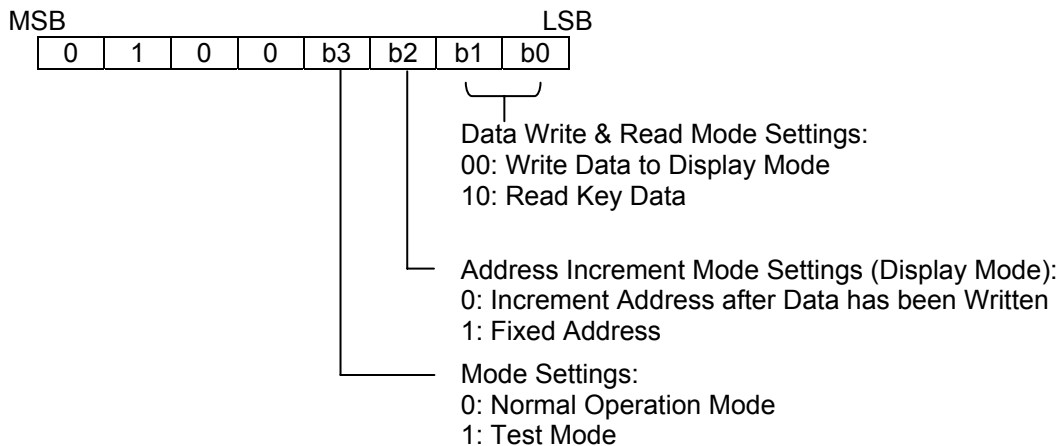 MSB LSB
0 1 0 0 b3 b2 b1 b0
Data Write & Read Mode Settings:
00: Write Data to Display Mode
10: Read Key Data
Address Increment Mode Settings (Display Mode):
0: Increment Address after Data has been Written
1: Fixed Address
Mode Settings:
0: Normal Operation Mode
1: Test Mode